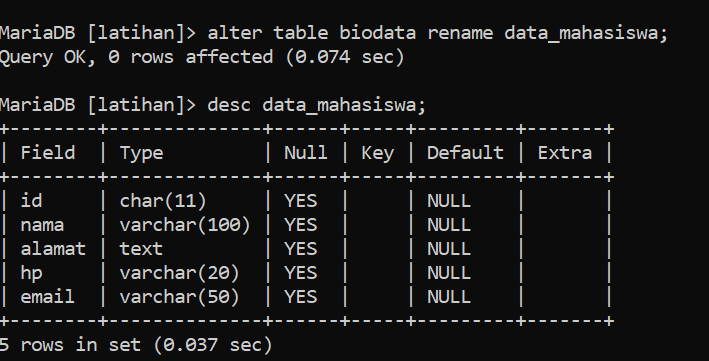 MariaDB [latihan]> alter table biodata rename data_mahasiswa;
Query OK, 0 rows affected (0.074 sec)
MariaDB [latihan]> desc data_mahasiswa;
+--------+--------------+------+-----+---------+-------+
| Field  | Type         | Null | Key | Default | Extra |
+--------+--------------+------+-----+---------+-------+
| id     | char(11)     | YES  |     | NULL    |       |
| nama   | varchar(100) | YES  |     | NULL    |       |
| alamat | text         | YES  |     | NULL    |       |
| hp     | varchar(20)  | YES  |     | NULL    |       |
| email  | varchar(50)  | YES  |     | NULL    |       |
+--------+--------------+------+-----+---------+-------+
5 rows in set (0.037 sec)